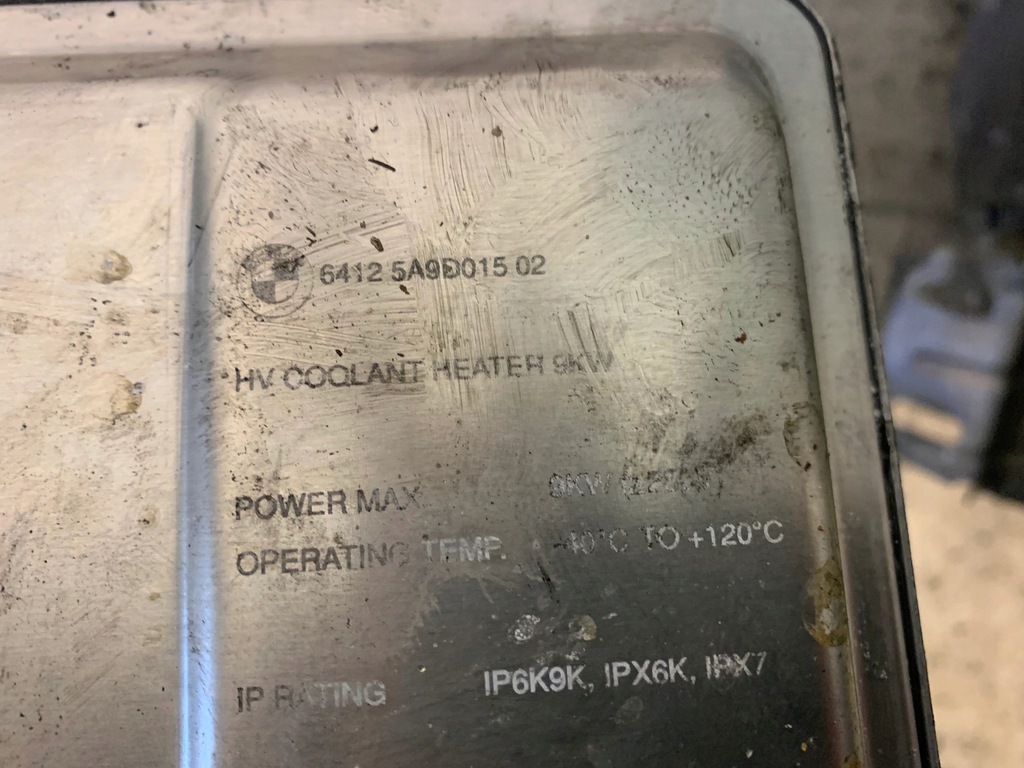 6412 5A9D015 02
HV COOLANT HEATER 9KW
POWER MAX 9KW
OPERATING TEMP. -40°C TO +120°C
IP RATING IP6K9K, IPX6K, IPX7